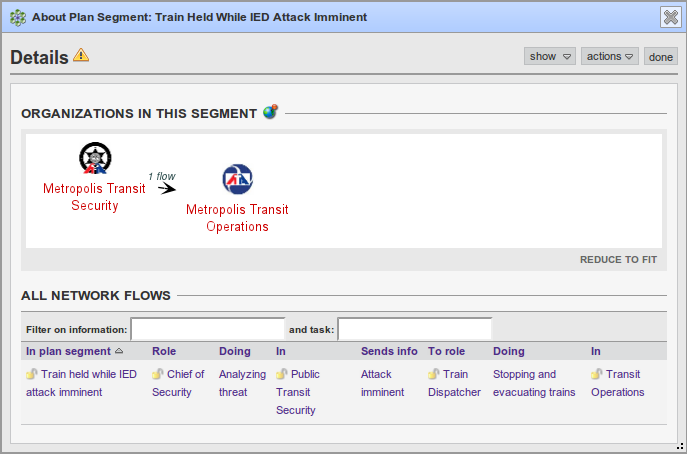 About Plan Segment: Train Held While IED Attack Imminent
Details
show
actions
done
ORGANIZATIONS IN THIS SEGMENT
Metropolis Transit
Security
1 flow
Metropolis Transit
Operations
REDUCE TO FIT
ALL NETWORK FLOWS
Filter on information: and task:
In plan segment Role Doing In Sends info To role Doing In
Train held while IED Chief of Analyzing Public Attack Train Stopping and Transit
attack imminent Security threat Transit imminent Dispatcher evacuating trains Operations
Security